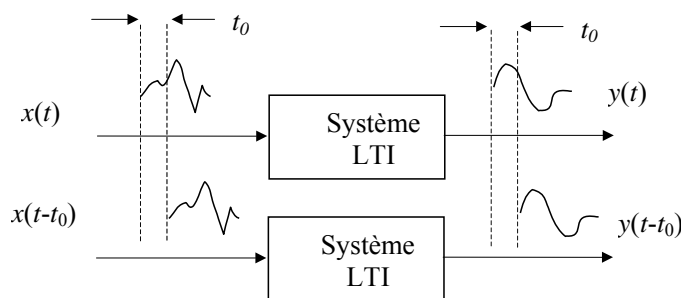 t0 t0
x(t) Système
LTI y(t)
x(t-t0) Système
LTI y(t-t0)